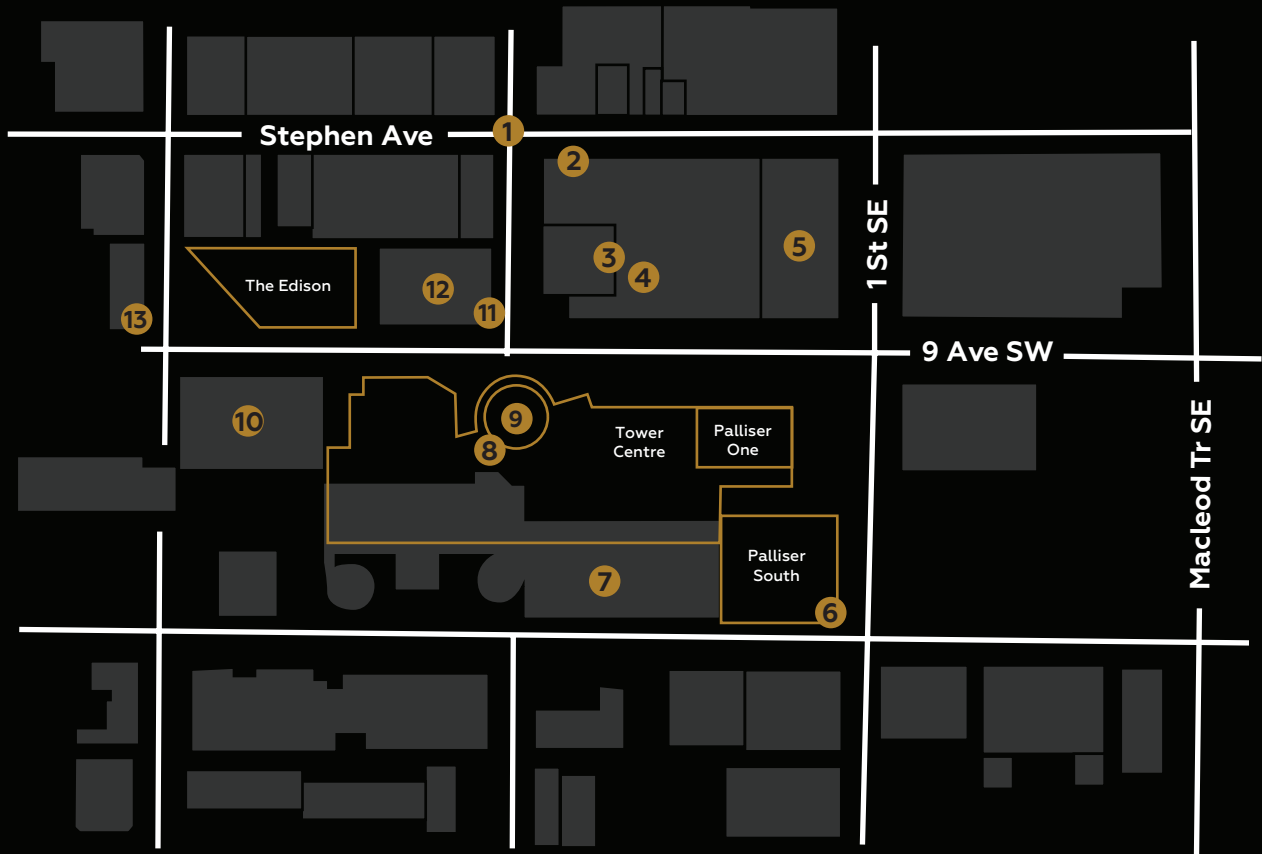 Stephen Ave
1
2
1 St SE
3
4
5
The Edison
12
11
13
9 Ave SW
10
9
8
Tower
Centre
Palliser
One
Macleod Tr SE
Palliser
South
7
6